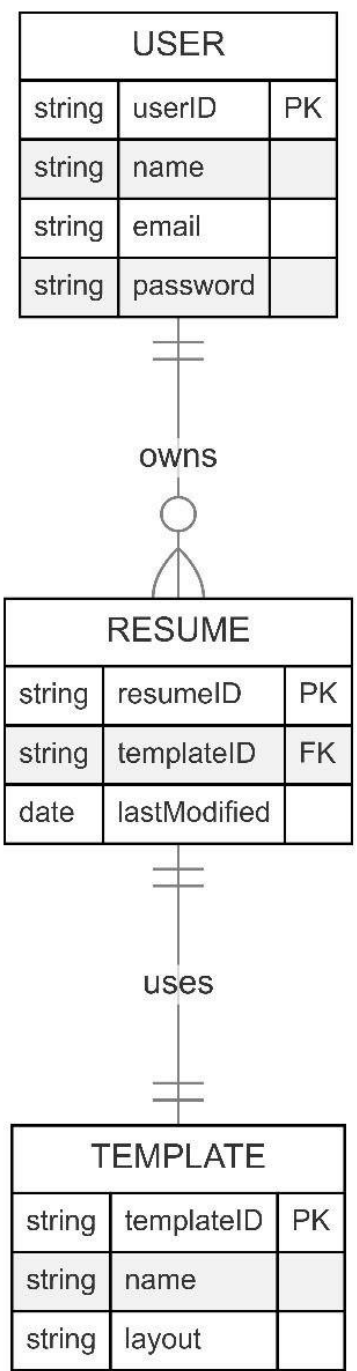 USER
string userID PK
string name
string email
string password
owns
RESUME
string resumeID PK
string templateID FK
date lastModified
uses
TEMPLATE
string templateID PK
string name
string layout